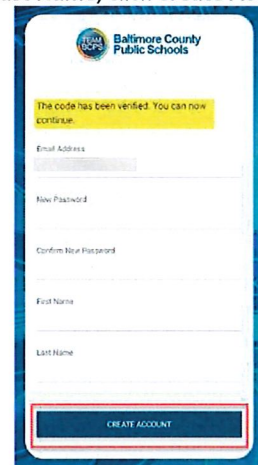 TEAM
BCPS
Baltimore County
Public Schools
The code has been verified. You can now
continue.
Email Address
New Password
Confirm New Password
First Name
Last Name
CREATE ACCOUNT